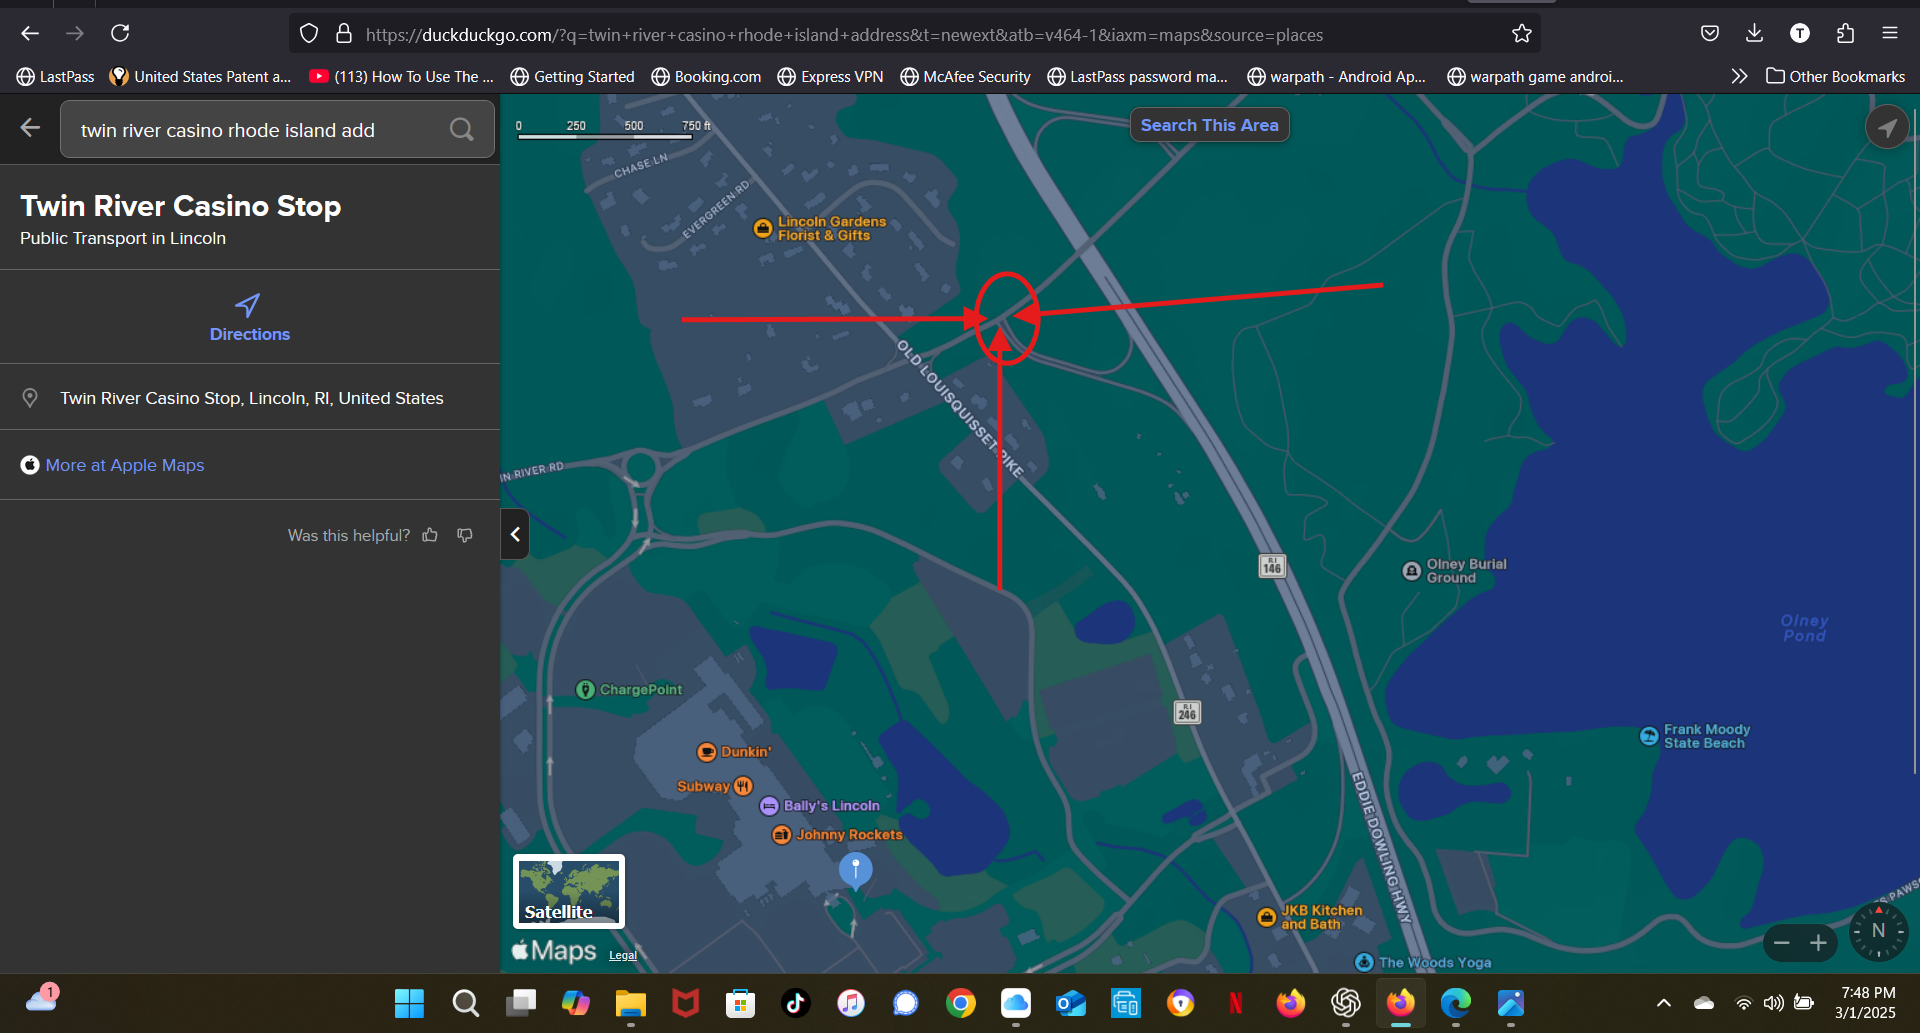 https://duckduckgo.com/?q=twin+river+casino+rhode+island+address&t=newext&atb=v464-1&iaxm=maps&source=places
T
LastPass
United States Patent a...
(113) How To Use The ...
Getting Started
Booking.com
Express VPN
McAfee Security
LastPass password ma...
warpath - Android Ap...
warpath game androi...
Other Bookmarks
twin river casino rhode island add
Twin River Casino Stop
Public Transport in Lincoln
Directions
Twin River Casino Stop, Lincoln, RI, United States
More at Apple Maps
Was this helpful?
0 250 500 750 ft
Search This Area
CHASE LN
EVERGREEN RD
Lincoln Gardens
Florist & Gifts
OLD LOUISQUISSET PIKE
IN RIVER RD
R.I
146
Olney Burial
Ground
Olney
Pond
ChargePoint
R.I
246
Frank Moody
State Beach
Dunkin'
Subway
Bally's Lincoln
Johnny Rockets
EDDIE DOWLING HWY
S PAWS
Satellite
Maps
Legal
JKB Kitchen
and Bath
The Woods Yoga
N
1
N
7:48 PM
3/1/2025